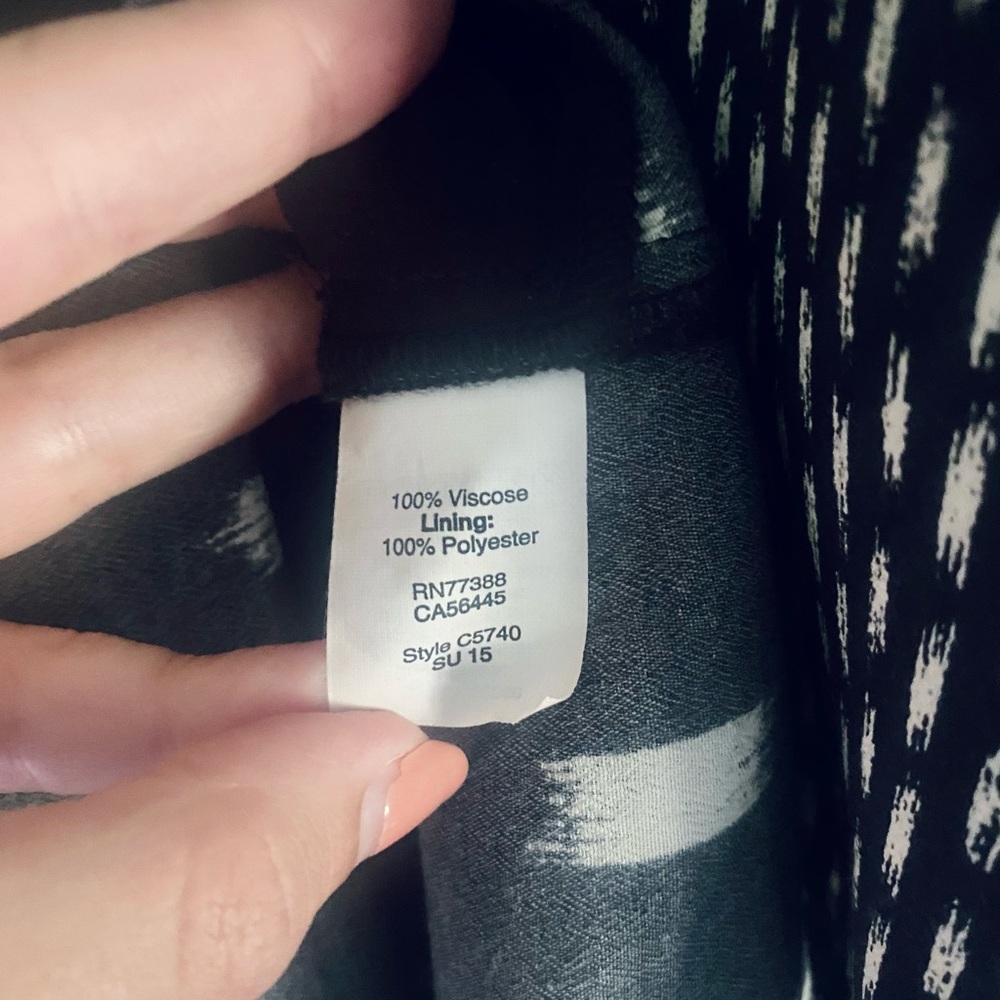 100% Viscose
Lining:
100% Polyester
RN77388
CA56445
Style C5740
SU 15